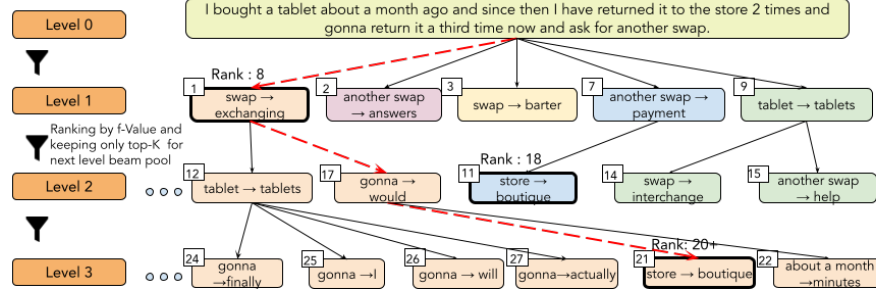 Level 0
I bought a tablet about a month ago and since then I have returned it to the store 2 times and
gonna return it a third time now and ask for another swap.
Rank : 8
Level 1
1
swap →
exchanging
2
another swap
→ answers
3
swap → barter
7
another swap →
payment
9
tablet → tablets
Ranking by f-Value and
keeping only top-K for
next level beam pool
Rank : 18
Level 2
12
tablet → tablets
17
gonna →
would
11
store →
boutique
14
swap →
interchange
15
another swap
→ help
Rank: 20+
Level 3
24
gonna
→finally
25
gonna →I
26
gonna → will
27
gonna→actually
21
store → boutique
22
about a month
→minutes